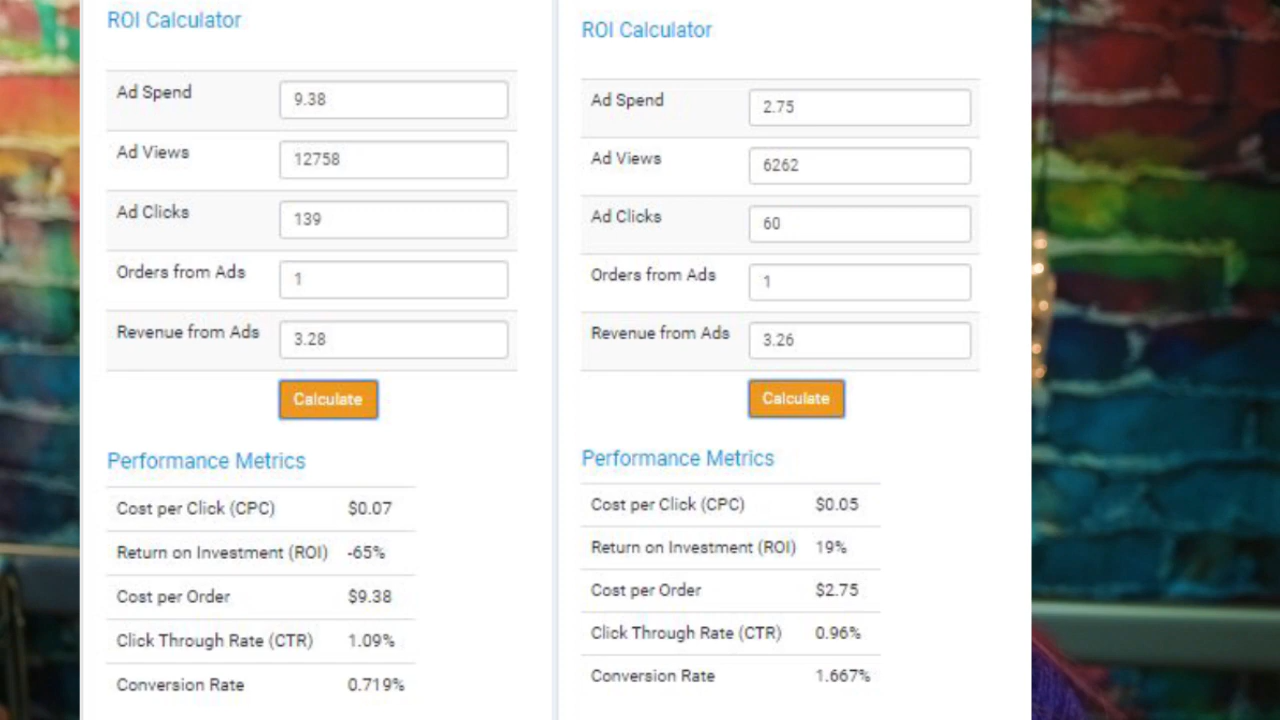 ROI Calculator
Ad Spend 9.38
Ad Views 12758
Ad Clicks 139
Orders from Ads 1
Revenue from Ads 3.28
Calculate
Performance Metrics
Cost per Click (CPC) $0.07
Return on Investment (ROI) -65%
Cost per Order $9.38
Click Through Rate (CTR) 1.09%
Conversion Rate 0.719%
ROI Calculator
Ad Spend 2.75
Ad Views 6262
Ad Clicks 60
Orders from Ads 1
Revenue from Ads 3.26
Calculate
Performance Metrics
Cost per Click (CPC) $0.05
Return on Investment (ROI) 19%
Cost per Order $2.75
Click Through Rate (CTR) 0.96%
Conversion Rate 1.667%